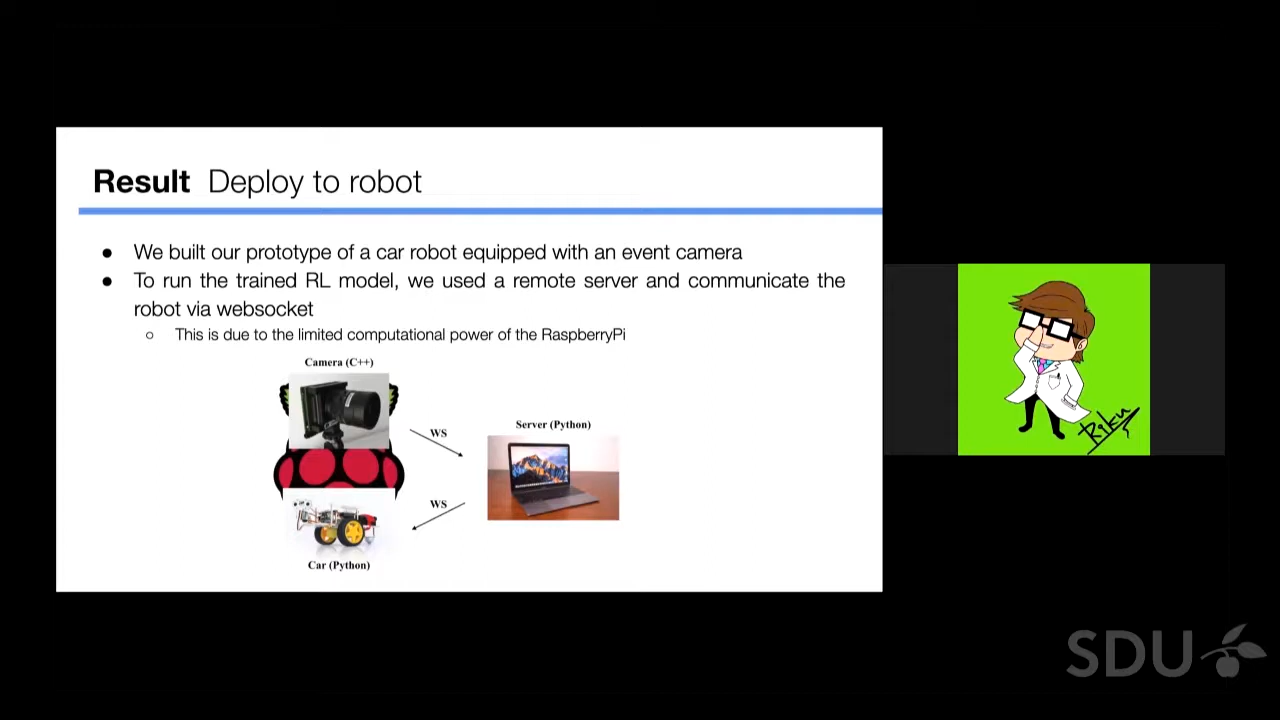 Result Deploy to robot
● We built our prototype of a car robot equipped with an event camera
● To run the trained RL model, we used a remote server and communicate the
robot via websocket
○ This is due to the limited computational power of the RaspberryPi
Camera (C++)
WS
Server (Python)
WS
Car (Python)
Riku
SDU